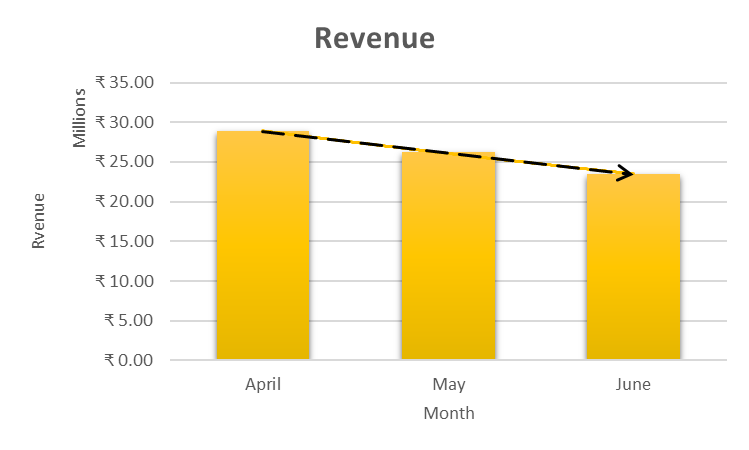 Revenue
Millions
Rvenue
₹ 35.00
₹ 30.00
₹ 25.00
₹ 20.00
₹ 15.00
₹ 10.00
₹ 5.00
₹ 0.00
April
May
June
Month